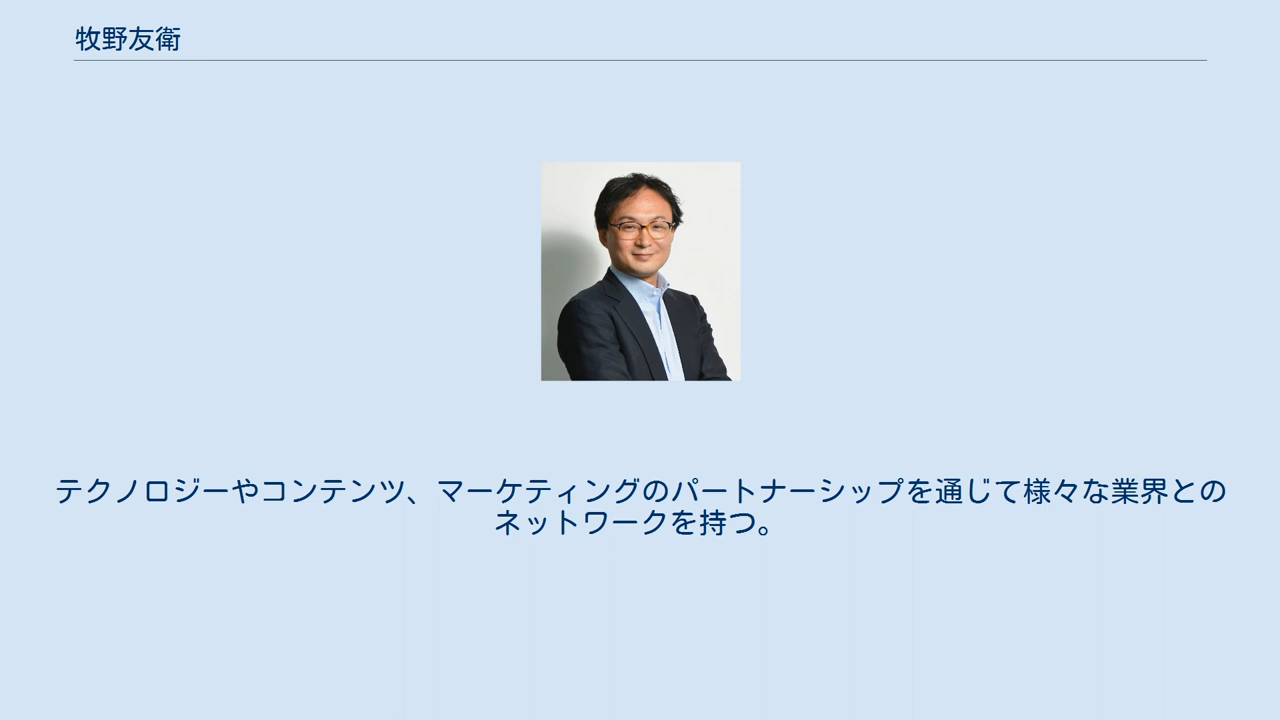 牧野友衛
テクノロジーやコンテンツ、マーケティングのパートナーシップを通じて様々な業界との
ネットワークを持つ。